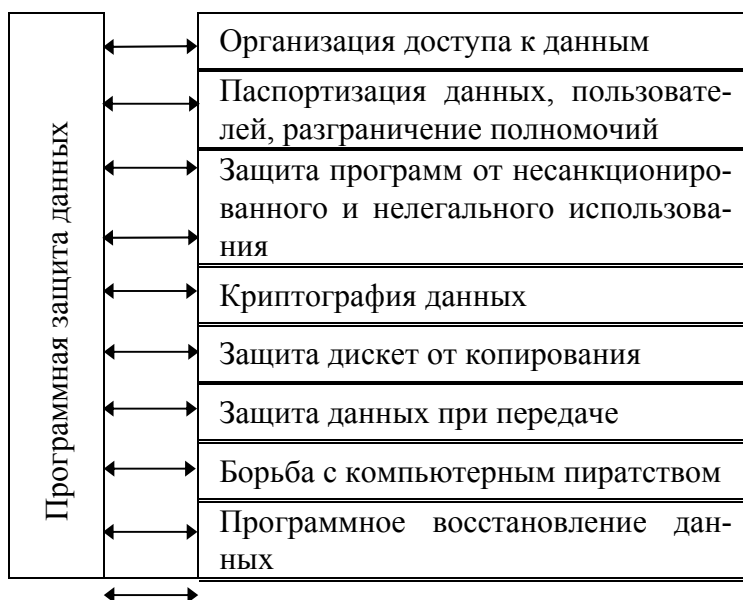 Программная защита данных
Организация доступа к данным
Паспортизация данных, пользовате-
лей, разграничение полномочий
Защита программ от несанкциониро-
ванного и нелегального использова-
ния
Криптография данных
Защита дискет от копирования
Защита данных при передаче
Борьба с компьютерным пиратством
Программное восстановление дан-
ных